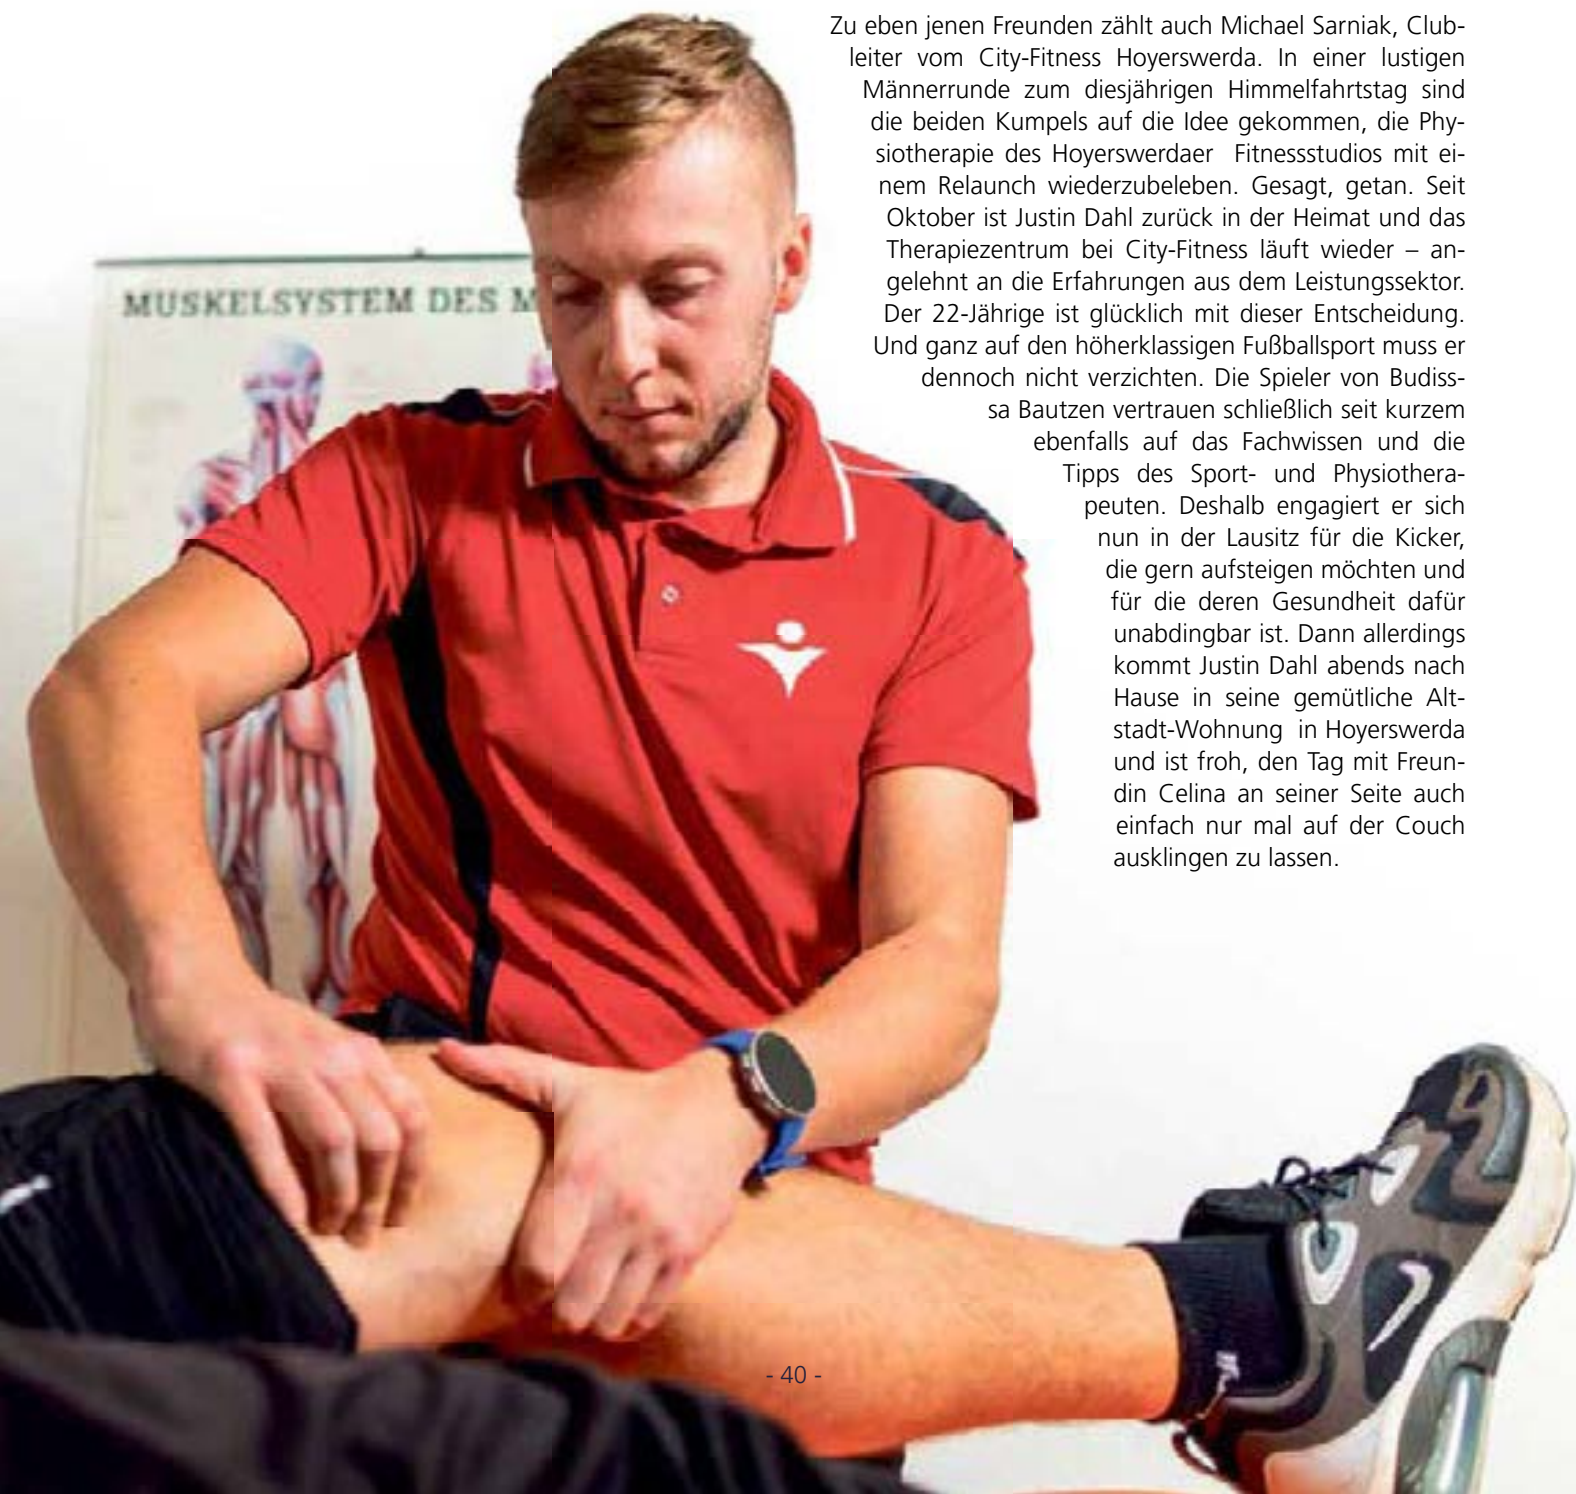 Zu eben jenen Freunden zählt auch Michael Sarniak, Club-
leiter vom City-Fitness Hoyerswerda. In einer lustigen
Männerrunde zum diesjährigen Himmelfahrtstag sind
die beiden Kumpels auf die Idee gekommen, die Phy-
siotherapie des Hoyerswerdaer Fitnessstudios mit ei-
nem Relaunch wiederzubeleben. Gesagt, getan. Seit
Oktober ist Justin Dahl zurück in der Heimat und das
Therapiezentrum bei City-Fitness läuft wieder – an-
gelehnt an die Erfahrungen aus dem Leistungssektor.
Der 22-Jährige ist glücklich mit dieser Entscheidung.
Und ganz auf den höherklassigen Fußballsport muss er
dennoch nicht verzichten. Die Spieler von Budiss-
sa Bautzen vertrauen schließlich seit kurzem
ebenfalls auf das Fachwissen und die
Tipps des Sport- und Physiothera-
peuten. Deshalb engagiert er sich
nun in der Lausitz für die Kicker,
die gern aufsteigen möchten und
für die deren Gesundheit dafür
unabdingbar ist. Dann allerdings
kommt Justin Dahl abends nach
Hause in seine gemütliche Alt-
stadt-Wohnung in Hoyerswerda
und ist froh, den Tag mit Freun-
din Celina an seiner Seite auch
einfach nur mal auf der Couch
ausklingen zu lassen.
MUSKELSYSTEM DES M
- 40 -